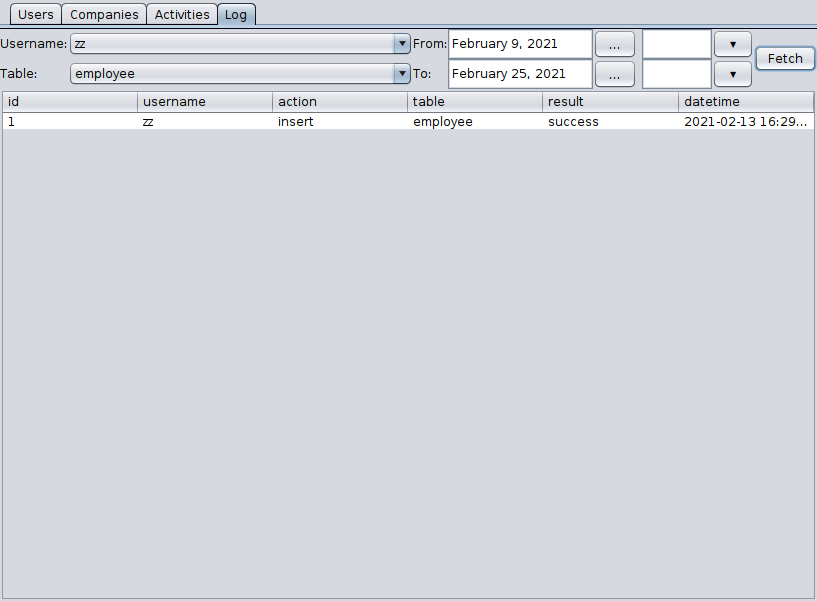 Users Companies Activities Log
Username: zz From: February 9, 2021 ...
Fetch
Table: employee To: February 25, 2021 ...
id username action table result datetime
1 zz insert employee success 2021-02-13 16:29...